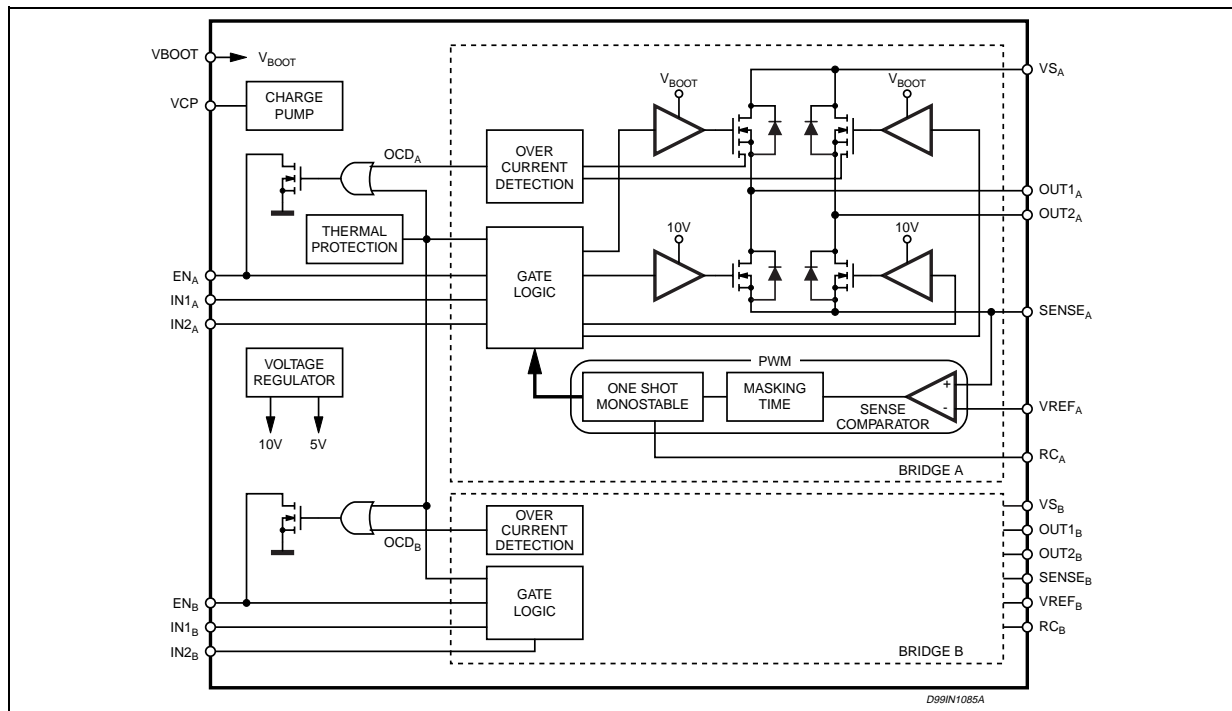 VBOOT
V_BOOT
VCP
CHARGE
PUMP
V_BOOT
V_BOOT
VS_A
OCD_A
OVER
CURRENT
DETECTION
OUT1_A
OUT2_A
THERMAL
PROTECTION
10V
10V
EN_A
GATE
LOGIC
IN1_A
IN2_A
SENSE_A
VOLTAGE
REGULATOR
10V
5V
PWM
ONE SHOT
MONOSTABLE
MASKING
TIME
+
-
SENSE
COMPARATOR
VREF_A
RC_A
BRIDGE A
OCD_B
OVER
CURRENT
DETECTION
VS_B
OUT1_B
OUT2_B
SENSE_B
VREF_B
RC_B
EN_B
IN1_B
IN2_B
GATE
LOGIC
BRIDGE B
D99IN1085A